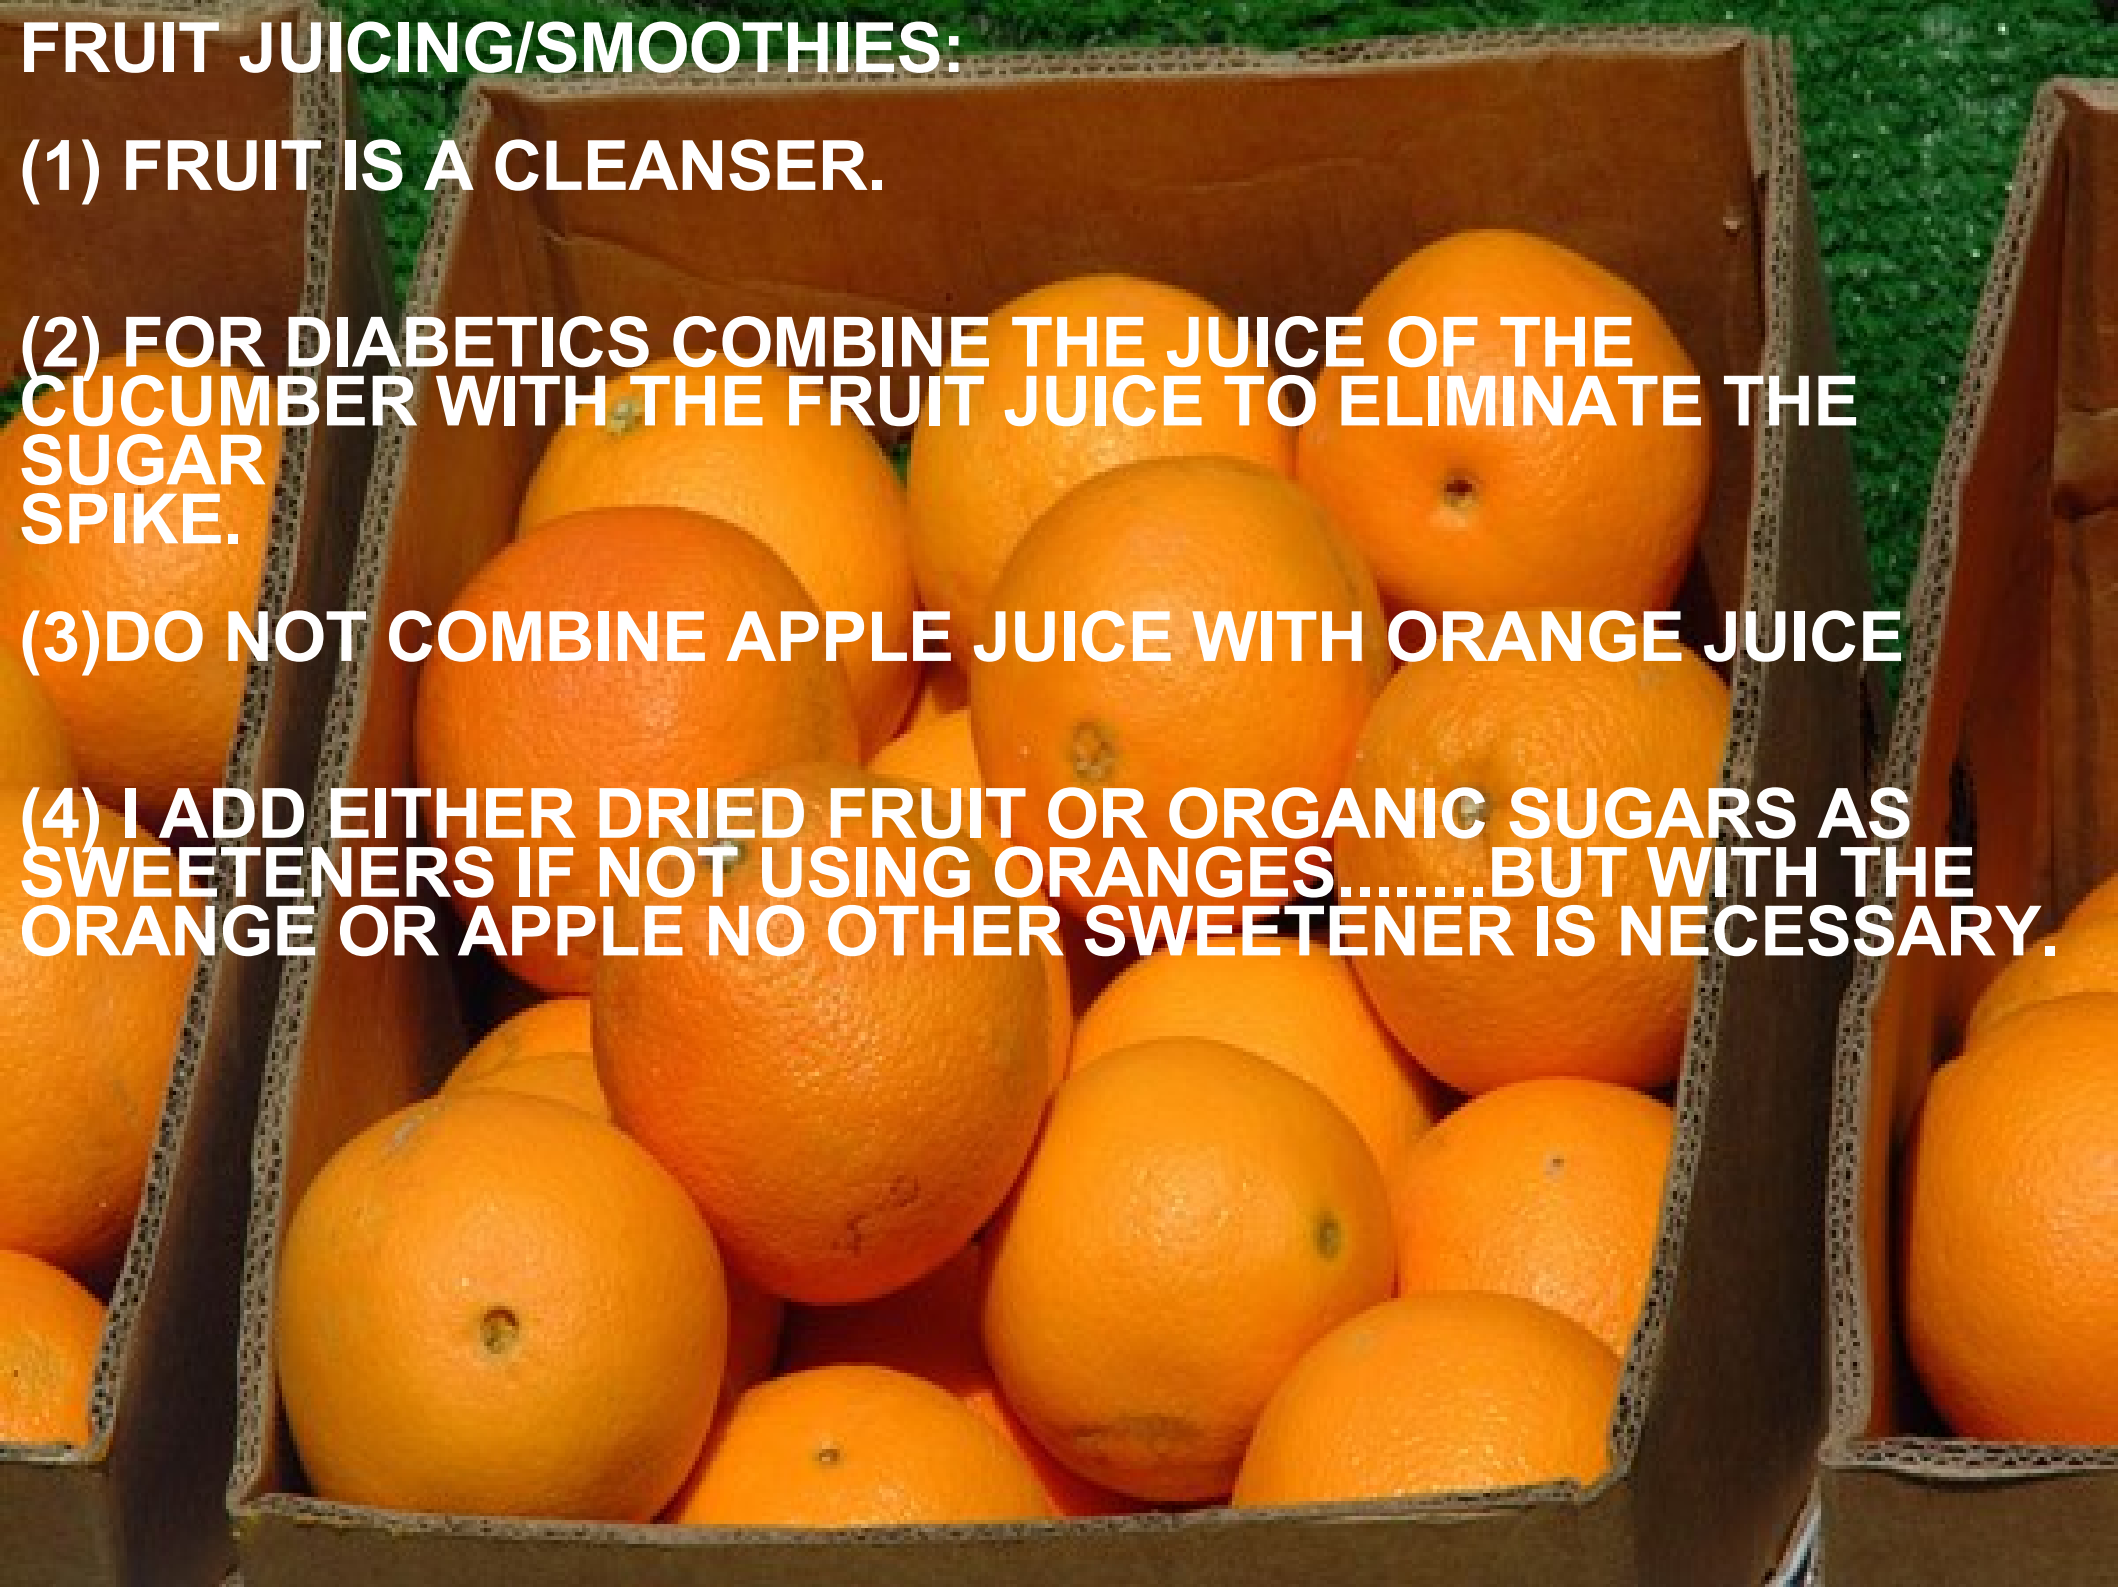 FRUIT JUICING/SMOOTHIES:
(1) FRUIT IS A CLEANSER.
(2) FOR DIABETICS COMBINE THE JUICE OF THE
CUCUMBER WITH THE FRUIT JUICE TO ELIMINATE THE
SUGAR
SPIKE.
(3)DO NOT COMBINE APPLE JUICE WITH ORANGE JUICE
(4) I ADD EITHER DRIED FRUIT OR ORGANIC SUGARS AS
SWEETENERS IF NOT USING ORANGES........BUT WITH THE
ORANGE OR APPLE NO OTHER SWEETENER IS NECESSARY.